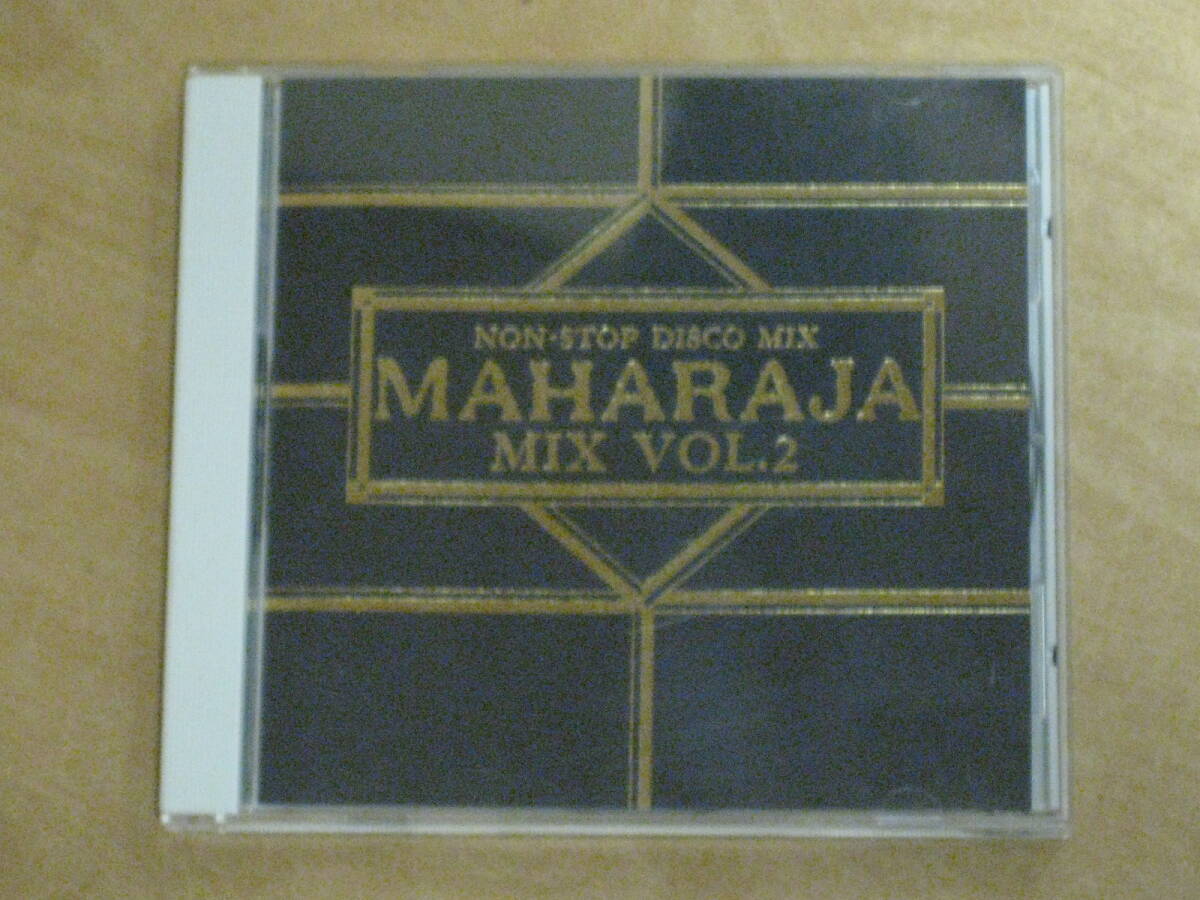 NON-STOP DISCO MIX
MAHARAJA
MIX VOL.2